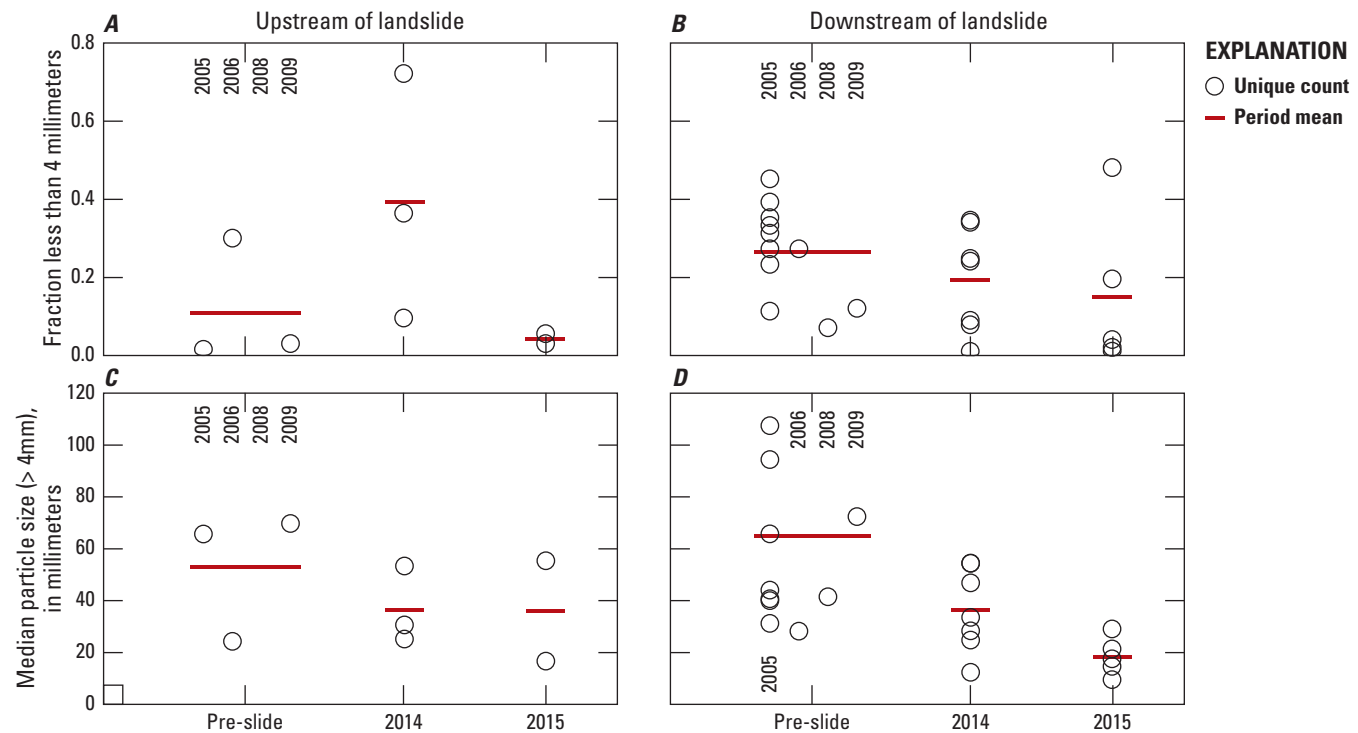 A Upstream of landslide
B Downstream of landslide
EXPLANATION
Unique count
Period mean
Fraction less than 4 millimeters
0.8
0.6
0.4
0.2
0.0
2005 2006 2008 2009
2005 2006 2008 2009
C
D
Median particle size (> 4mm),
in millimeters
120
100
80
60
40
20
0
2005 2006 2008 2009
2006 2008 2009
2005
Pre-slide 2014 2015
Pre-slide 2014 2015